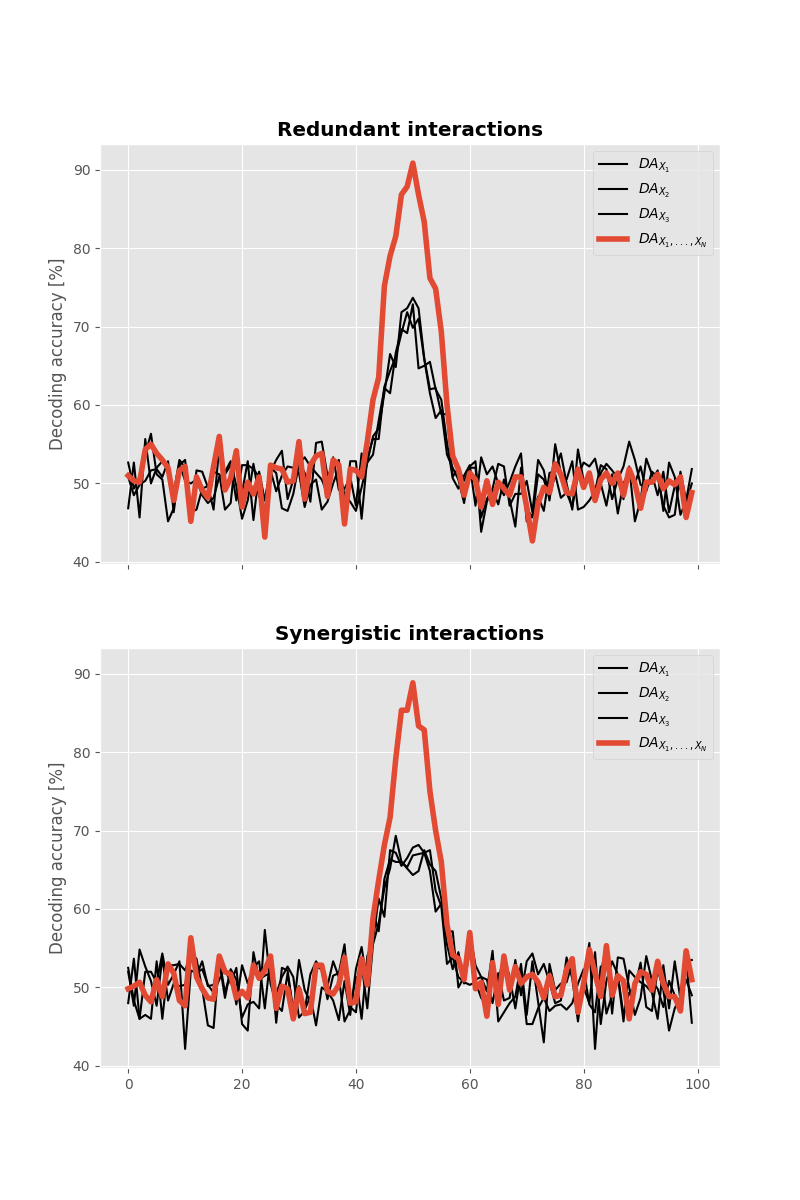 Redundant interactions
Decoding accuracy [%]
90
80
70
60
50
40
DA_{X_1}
DA_{X_2}
DA_{X_3}
DA_{X_1,...,X_N}
Synergistic interactions
Decoding accuracy [%]
90
80
70
60
50
40
DA_{X_1}
DA_{X_2}
DA_{X_3}
DA_{X_1,...,X_N}
0 20 40 60 80 100